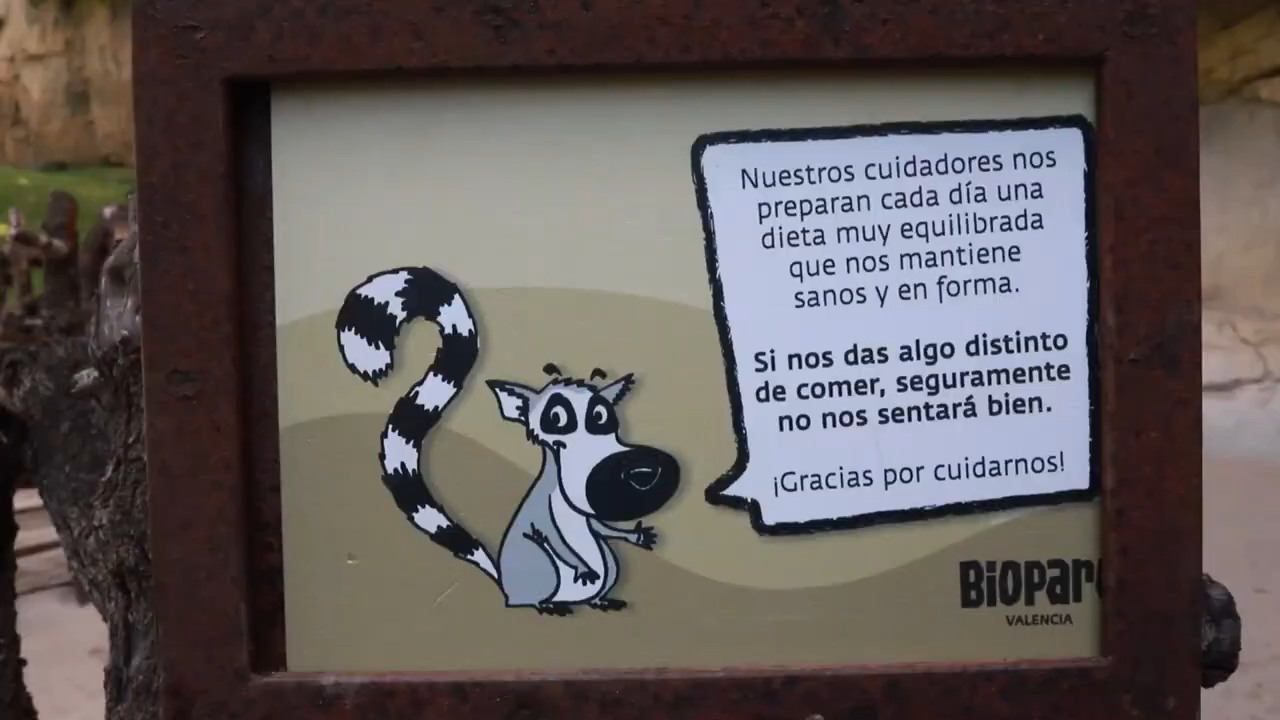 Nuestros cuidadores nos
preparan cada día una
dieta muy equilibrada
que nos mantiene
sanos y en forma.
Si nos das algo distinto
de comer, seguramente
no nos sentará bien.
¡Gracias por cuidarnos!
BIOPARC
VALENCIA